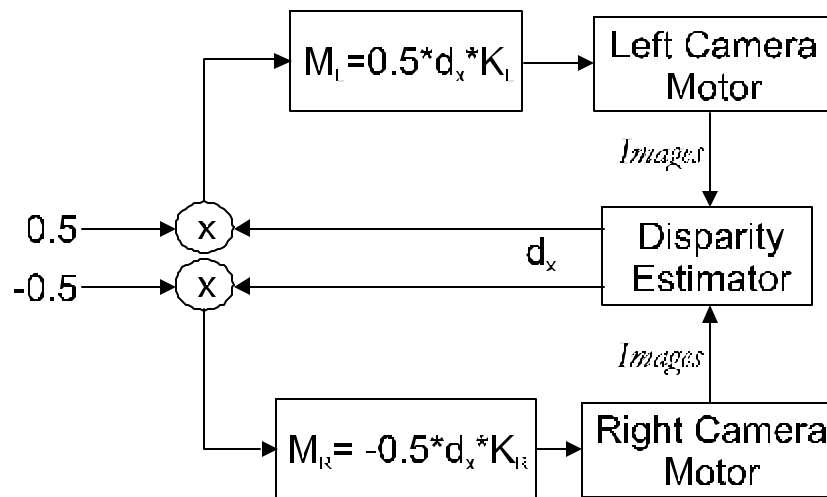 M_L=0.5*d_x*K_L
Left Camera
Motor
Images
0.5
x
d_x
Disparity
Estimator
-0.5
x
Images
M_R= -0.5*d_x*K_R
Right Camera
Motor